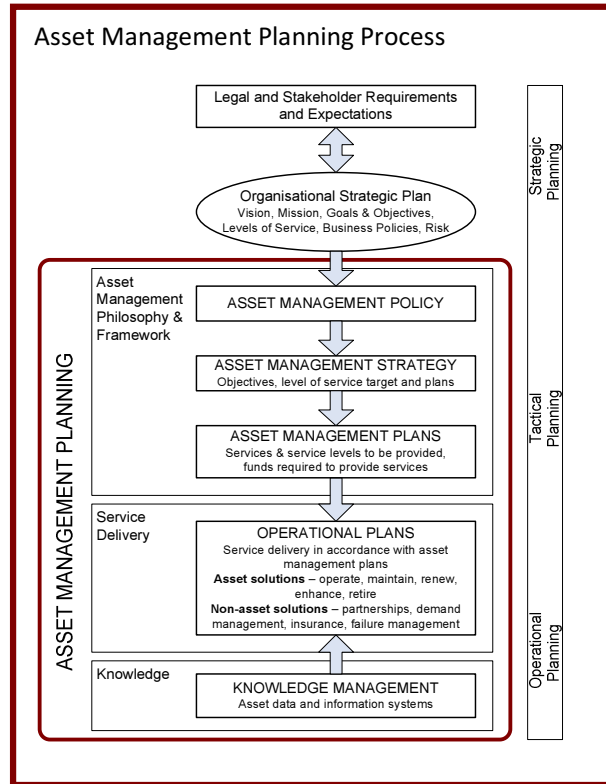 Asset Management Planning Process
Legal and Stakeholder Requirements
and Expectations
Organisational Strategic Plan
Vision, Mission, Goals & Objectives,
Levels of Service, Business Policies, Risk
Strategic
Planning
ASSET MANAGEMENT PLANNING
Asset
Management
Philosophy &
Framework
ASSET MANAGEMENT POLICY
ASSET MANAGEMENT STRATEGY
Objectives, level of service target and plans
ASSET MANAGEMENT PLANS
Services & service levels to be provided,
funds required to provide services
Tactical
Planning
Service
Delivery
OPERATIONAL PLANS
Service delivery in accordance with asset
management plans
Asset solutions – operate, maintain, renew,
enhance, retire
Non-asset solutions – partnerships, demand
management, insurance, failure management
Operational
Planning
Knowledge
KNOWLEDGE MANAGEMENT
Asset data and information systems